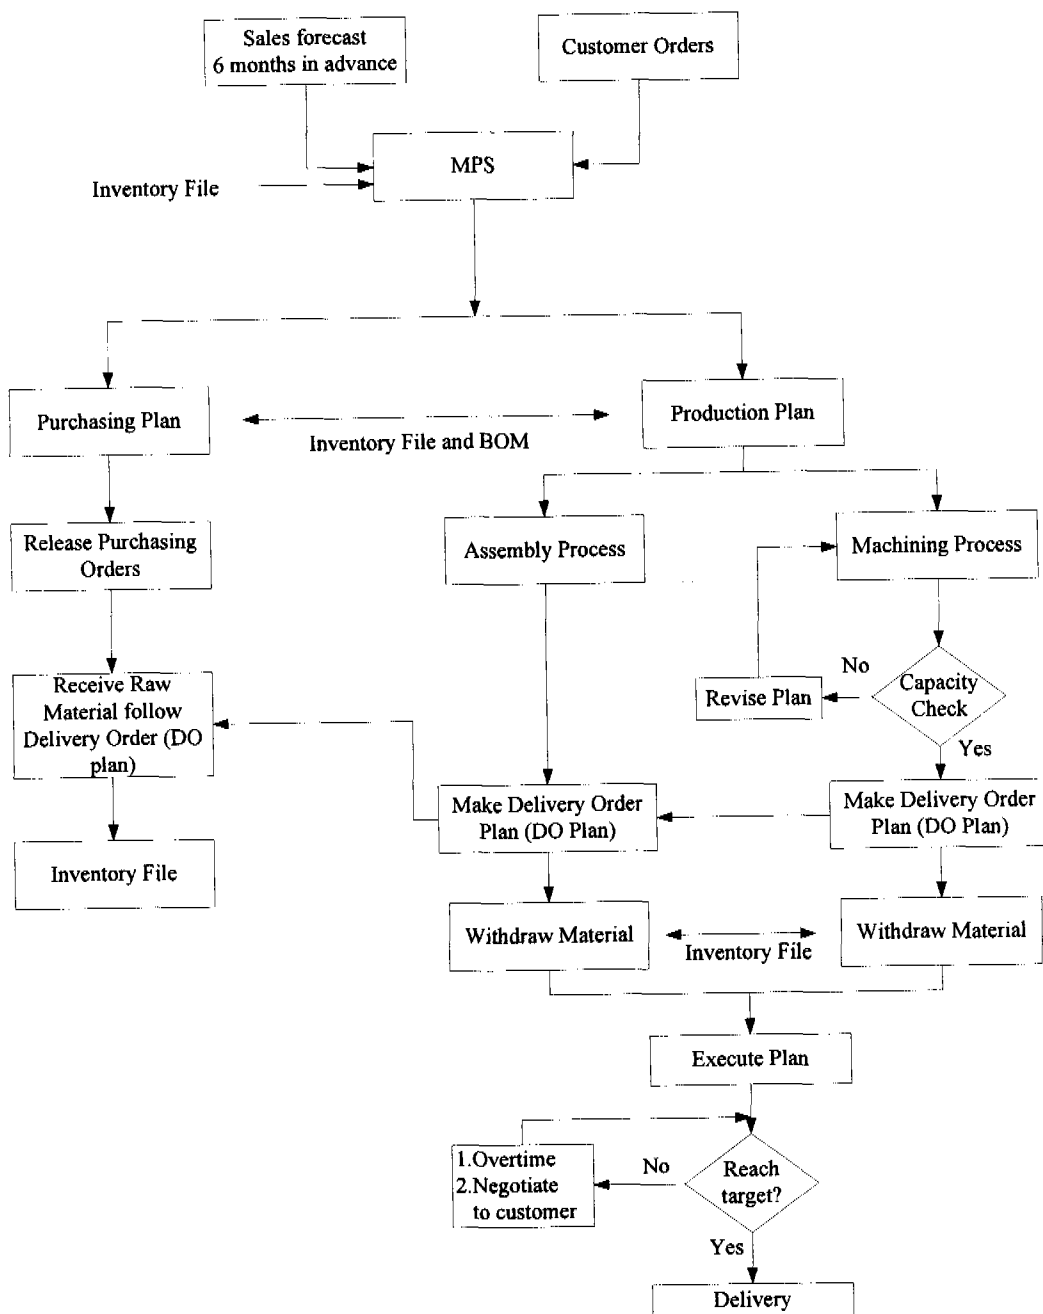 Sales forecast
6 months in advance
Customer Orders
MPS
Inventory File
Purchasing Plan
Production Plan
Inventory File and BOM
Release Purchasing
Orders
Assembly Process
Machining Process
Receive Raw
Material follow
Delivery Order (DO
plan)
No
Revise Plan
Capacity
Check
Yes
Make Delivery Order
Plan (DO Plan)
Make Delivery Order
Plan (DO Plan)
Inventory File
Withdraw Material
Inventory File
Withdraw Material
Execute Plan
1.Overtime
2.Negotiate
to customer
No
Reach
target?
Yes
Delivery